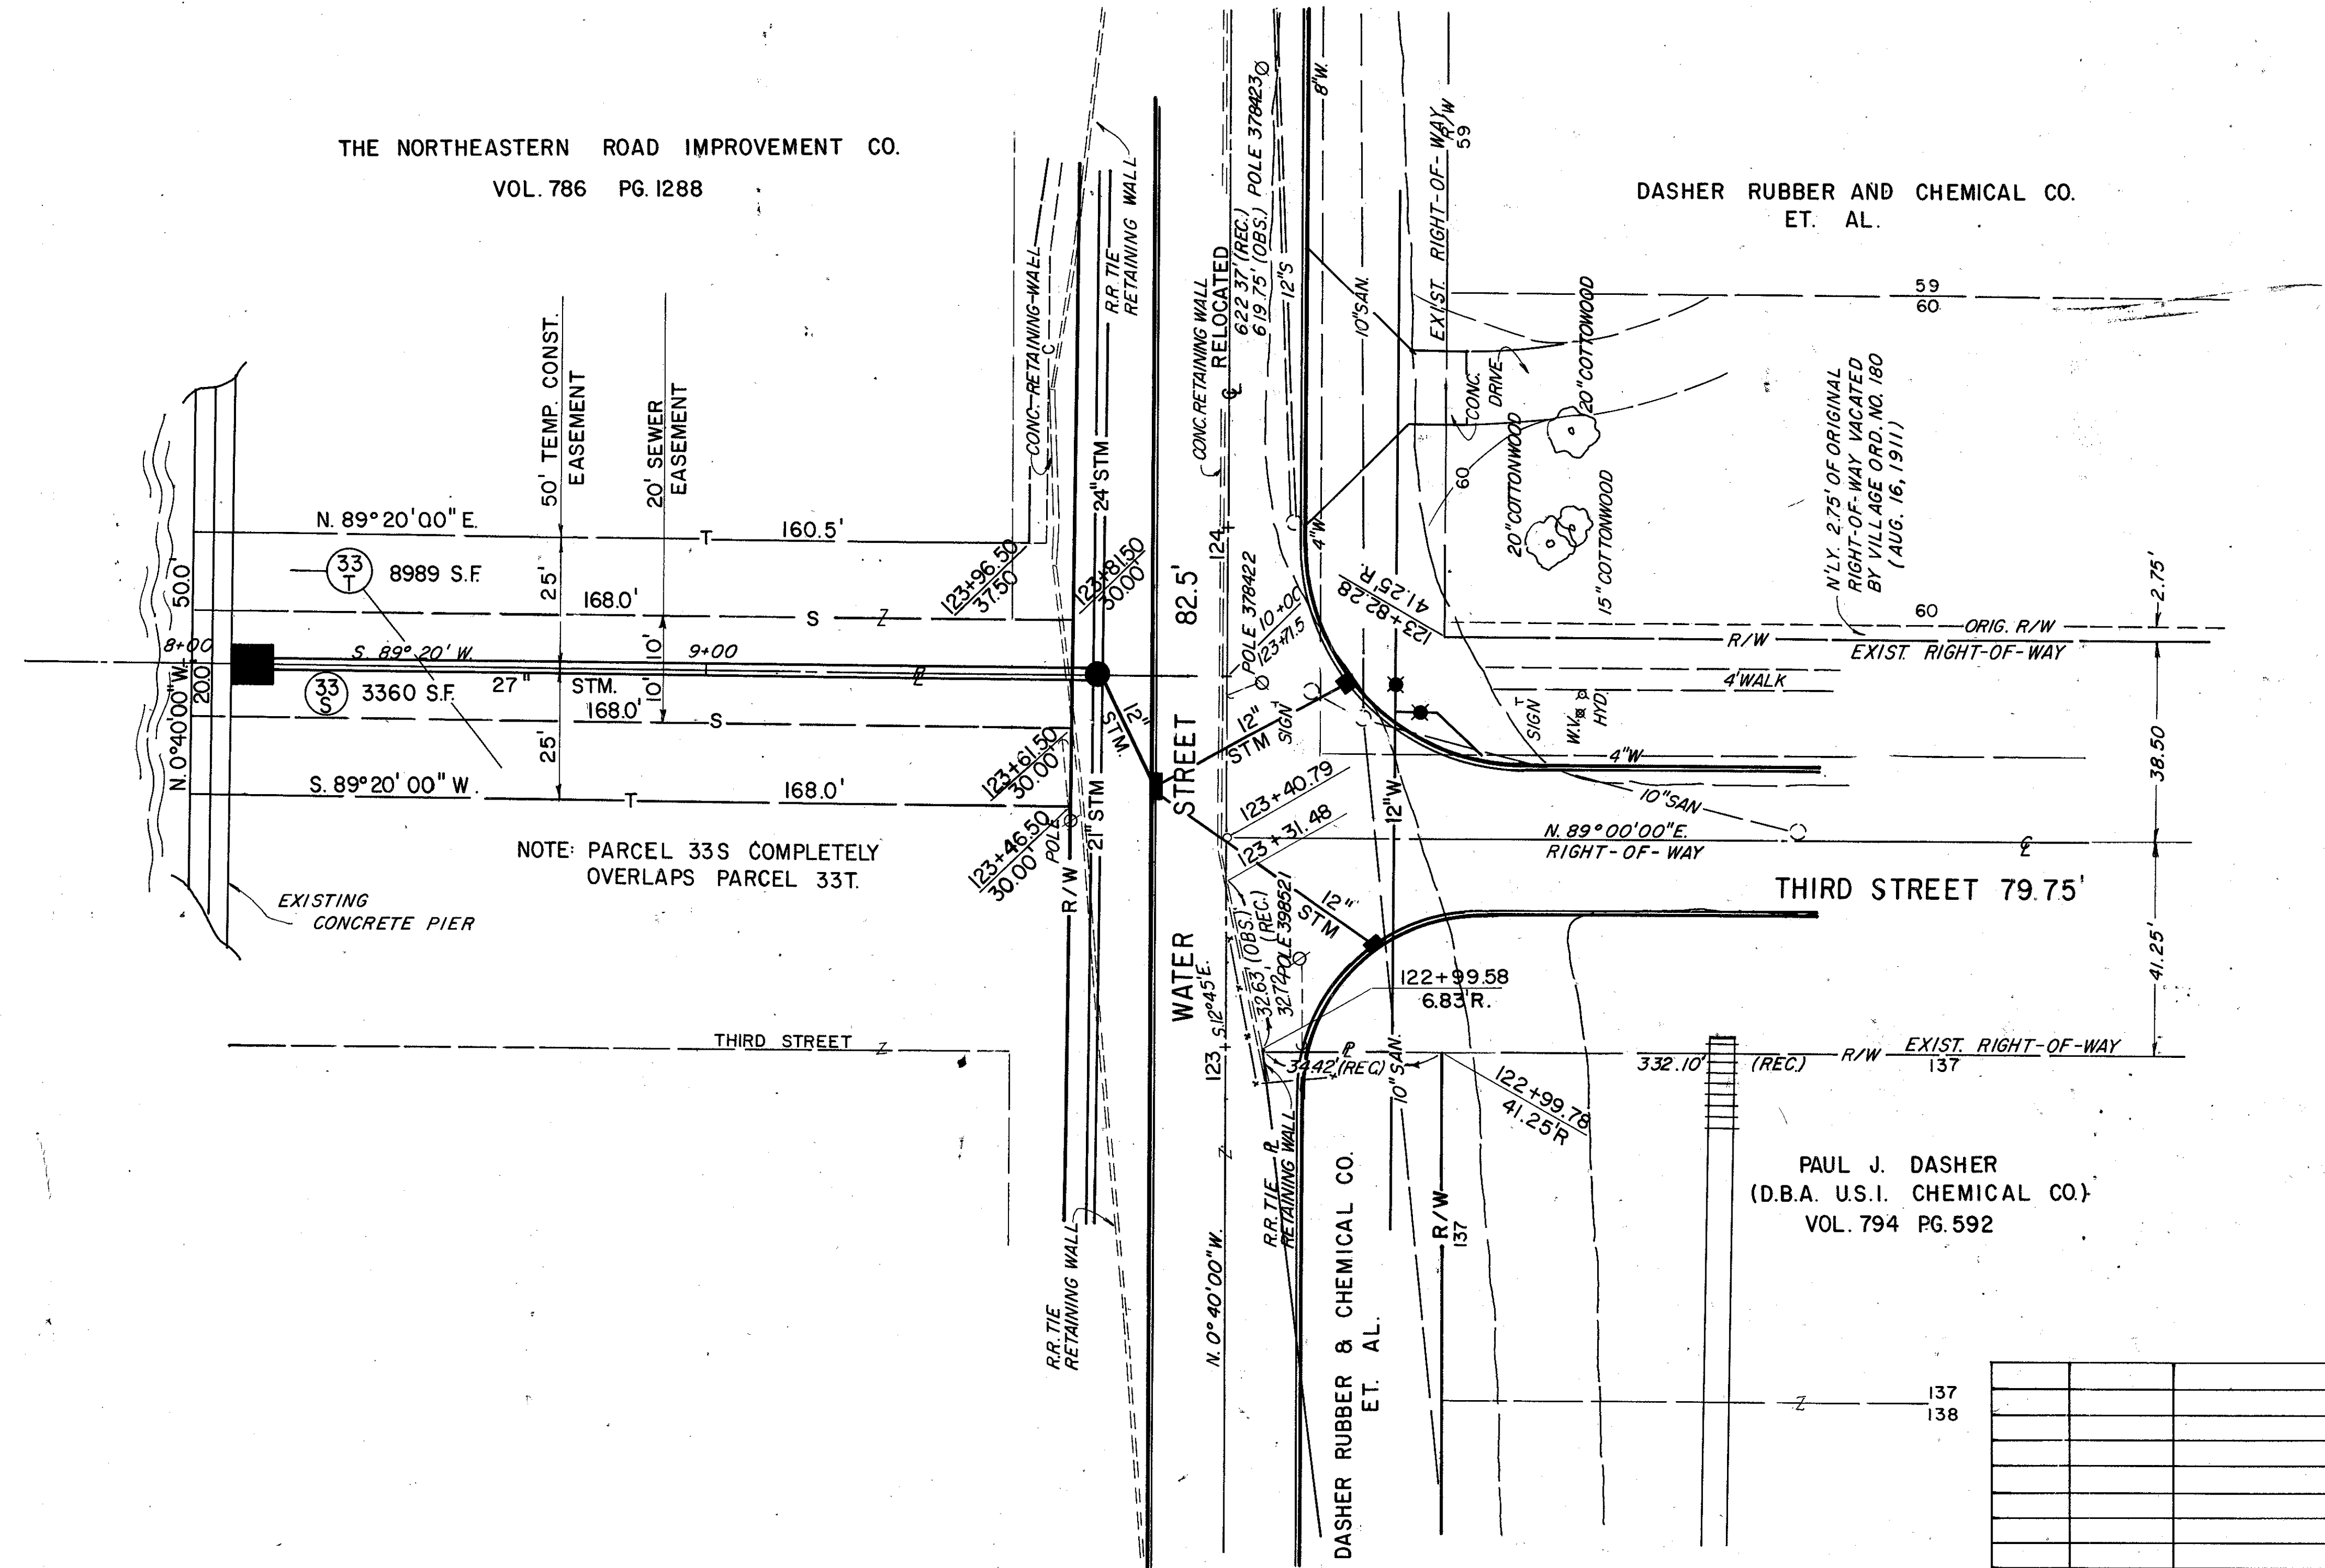 THE NORTHEASTERN ROAD IMPROVEMENT CO.
VOL. 786 PG. 1288
DASHER RUBBER AND CHEMICAL CO.
ET. AL.
50' TEMP. CONST.
EASEMENT
20' SEWER
EASEMENT
CONC. RETAINING WALL
C
R.R. TIE
RETAINING WALL
24" STM
CONC. RETAINING WALL
℄ RELOCATED
622 37' (REC.)
619 75' (OBS.)
POLE 378423
12" S
8" W.
10" SAN.
EXIST. RIGHT-OF-WAY
R/W
59
59
60
CONC.
DRIVE
20" COTTOWOOD
20" COTTONWOOD
15" COTTONWOOD
60
N'LY. 2.75' OF ORIGINAL
RIGHT-OF-WAY VACATED
BY VILLAGE ORD. NO. 180
(AUG. 16, 1911)
2.75'
N. 89° 20' 00" E.
T
160.5'
33
T
8989 S.F.
25'
50.0'
168.0'
S
Z
123+96.50
37.50
123+81.50
30.00'
82.5'
124
4" W
POLE 378422
10+00
123+71.5
123+82.28
41.25' R.
60
ORIG. R/W
R/W
EXIST. RIGHT-OF-WAY
4' WALK
8+00
S. 89° 20' W.
9+00
10'
10'
N. 0° 40' 00" W.
20.0'
33
S
3360 S.F.
27"
STM.
168.0'
S
25'
12"
STM.
12"
STM
SIGN
SIGN
W.V.
HYD.
4" W
38.50
S. 89° 20' 00" W.
T
168.0'
123+61.50
30.00'
123+46.50
30.00'
POLE
R/W
21" STM
WATER STREET
123+40.79
123+31.48
12" W
10" SAN
N. 89° 00' 00" E.
RIGHT-OF-WAY
℄
THIRD STREET 79.75'
NOTE: PARCEL 33S COMPLETELY
OVERLAPS PARCEL 33T.
EXISTING
CONCRETE PIER
12"
STM
S. 12° 45' E.
32.63' (OBS.)
32.72' (REC.)
POLE 398521
122+99.58
6.83' R.
41.25'
THIRD STREET
Z
123
34.42' (REC.)
10" SAN.
332.10'
(REC.)
R/W
EXIST. RIGHT-OF-WAY
137
122+99.78
41.25' R
R.R. TIE
RETAINING WALL
R.R. TIE
RETAINING WALL
Z
N. 0° 40' 00" W.
DASHER RUBBER & CHEMICAL CO.
ET. AL.
R/W
137
PAUL J. DASHER
(D.B.A. U.S.I. CHEMICAL CO.)
VOL. 794 PG. 592
Z
137
138